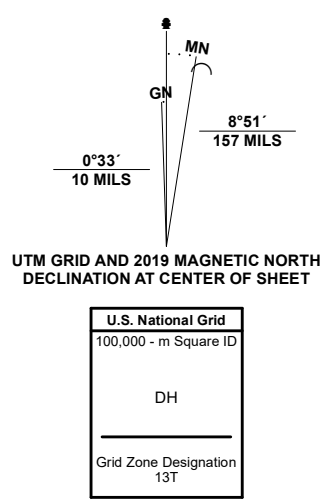 MN
GN
8°51´
157 MILS
0°33´
10 MILS
UTM GRID AND 2019 MAGNETIC NORTH
DECLINATION AT CENTER OF SHEET
U.S. National Grid
100,000 - m Square ID
DH
Grid Zone Designation
13T